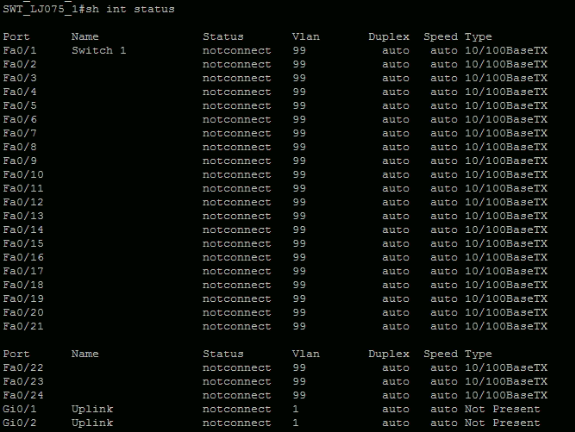 SWT_LJ075_1#sh int status
Port Name Status Vlan Duplex Speed Type
Fa0/1 Switch 1 notconnect 99 auto auto 10/100BaseTX
Fa0/2 notconnect 99 auto auto 10/100BaseTX
Fa0/3 notconnect 99 auto auto 10/100BaseTX
Fa0/4 notconnect 99 auto auto 10/100BaseTX
Fa0/5 notconnect 99 auto auto 10/100BaseTX
Fa0/6 notconnect 99 auto auto 10/100BaseTX
Fa0/7 notconnect 99 auto auto 10/100BaseTX
Fa0/8 notconnect 99 auto auto 10/100BaseTX
Fa0/9 notconnect 99 auto auto 10/100BaseTX
Fa0/10 notconnect 99 auto auto 10/100BaseTX
Fa0/11 notconnect 99 auto auto 10/100BaseTX
Fa0/12 notconnect 99 auto auto 10/100BaseTX
Fa0/13 notconnect 99 auto auto 10/100BaseTX
Fa0/14 notconnect 99 auto auto 10/100BaseTX
Fa0/15 notconnect 99 auto auto 10/100BaseTX
Fa0/16 notconnect 99 auto auto 10/100BaseTX
Fa0/17 notconnect 99 auto auto 10/100BaseTX
Fa0/18 notconnect 99 auto auto 10/100BaseTX
Fa0/19 notconnect 99 auto auto 10/100BaseTX
Fa0/20 notconnect 99 auto auto 10/100BaseTX
Fa0/21 notconnect 99 auto auto 10/100BaseTX
Port Name Status Vlan Duplex Speed Type
Fa0/22 notconnect 99 auto auto 10/100BaseTX
Fa0/23 notconnect 99 auto auto 10/100BaseTX
Fa0/24 notconnect 99 auto auto 10/100BaseTX
Gi0/1 Uplink notconnect 1 auto auto Not Present
Gi0/2 Uplink notconnect 1 auto auto Not Present